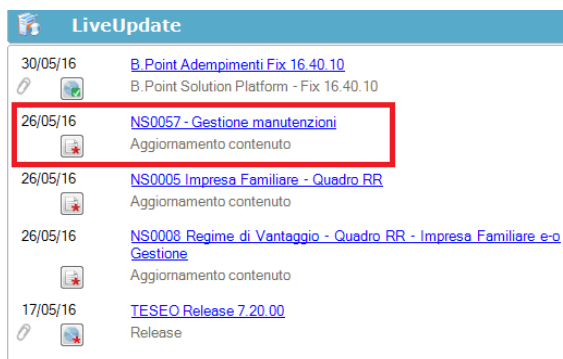 LiveUpdate
30/05/16 B.Point Adempimenti Fix 16.40.10
B.Point Solution Platform - Fix 16.40.10
26/05/16 NS0057 - Gestione manutenzioni
Aggiornamento contenuto
26/05/16 NS0005 Impresa Familiare - Quadro RR
Aggiornamento contenuto
26/05/16 NS0008 Regime di Vantaggio - Quadro RR - Impresa Familiare e-o
Gestione
Aggiornamento contenuto
17/05/16 TESEO Release 7.20.00
Release